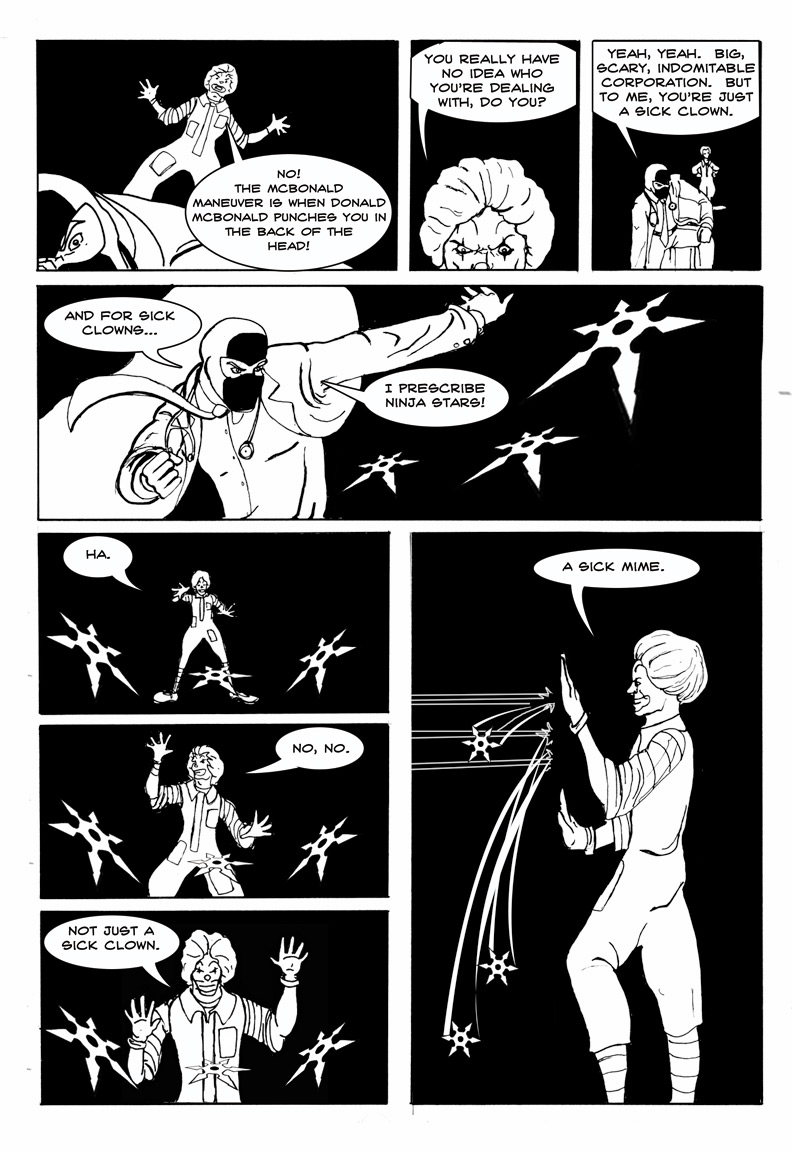 NO!
THE MCBONALD
MANEUVER IS WHEN DONALD
MCBONALD PUNCHES YOU IN
THE BACK OF THE
HEAD!
YOU REALLY HAVE
NO IDEA WHO
YOU'RE DEALING
WITH, DO YOU?
YEAH, YEAH. BIG,
SCARY, INDOMITABLE
CORPORATION. BUT
TO ME, YOU'RE JUST
A SICK CLOWN.
AND FOR SICK
CLOWNS...
I PRESCRIBE
NINJA STARS!
HA.
NO, NO.
NOT JUST A
SICK CLOWN.
A SICK MIME.